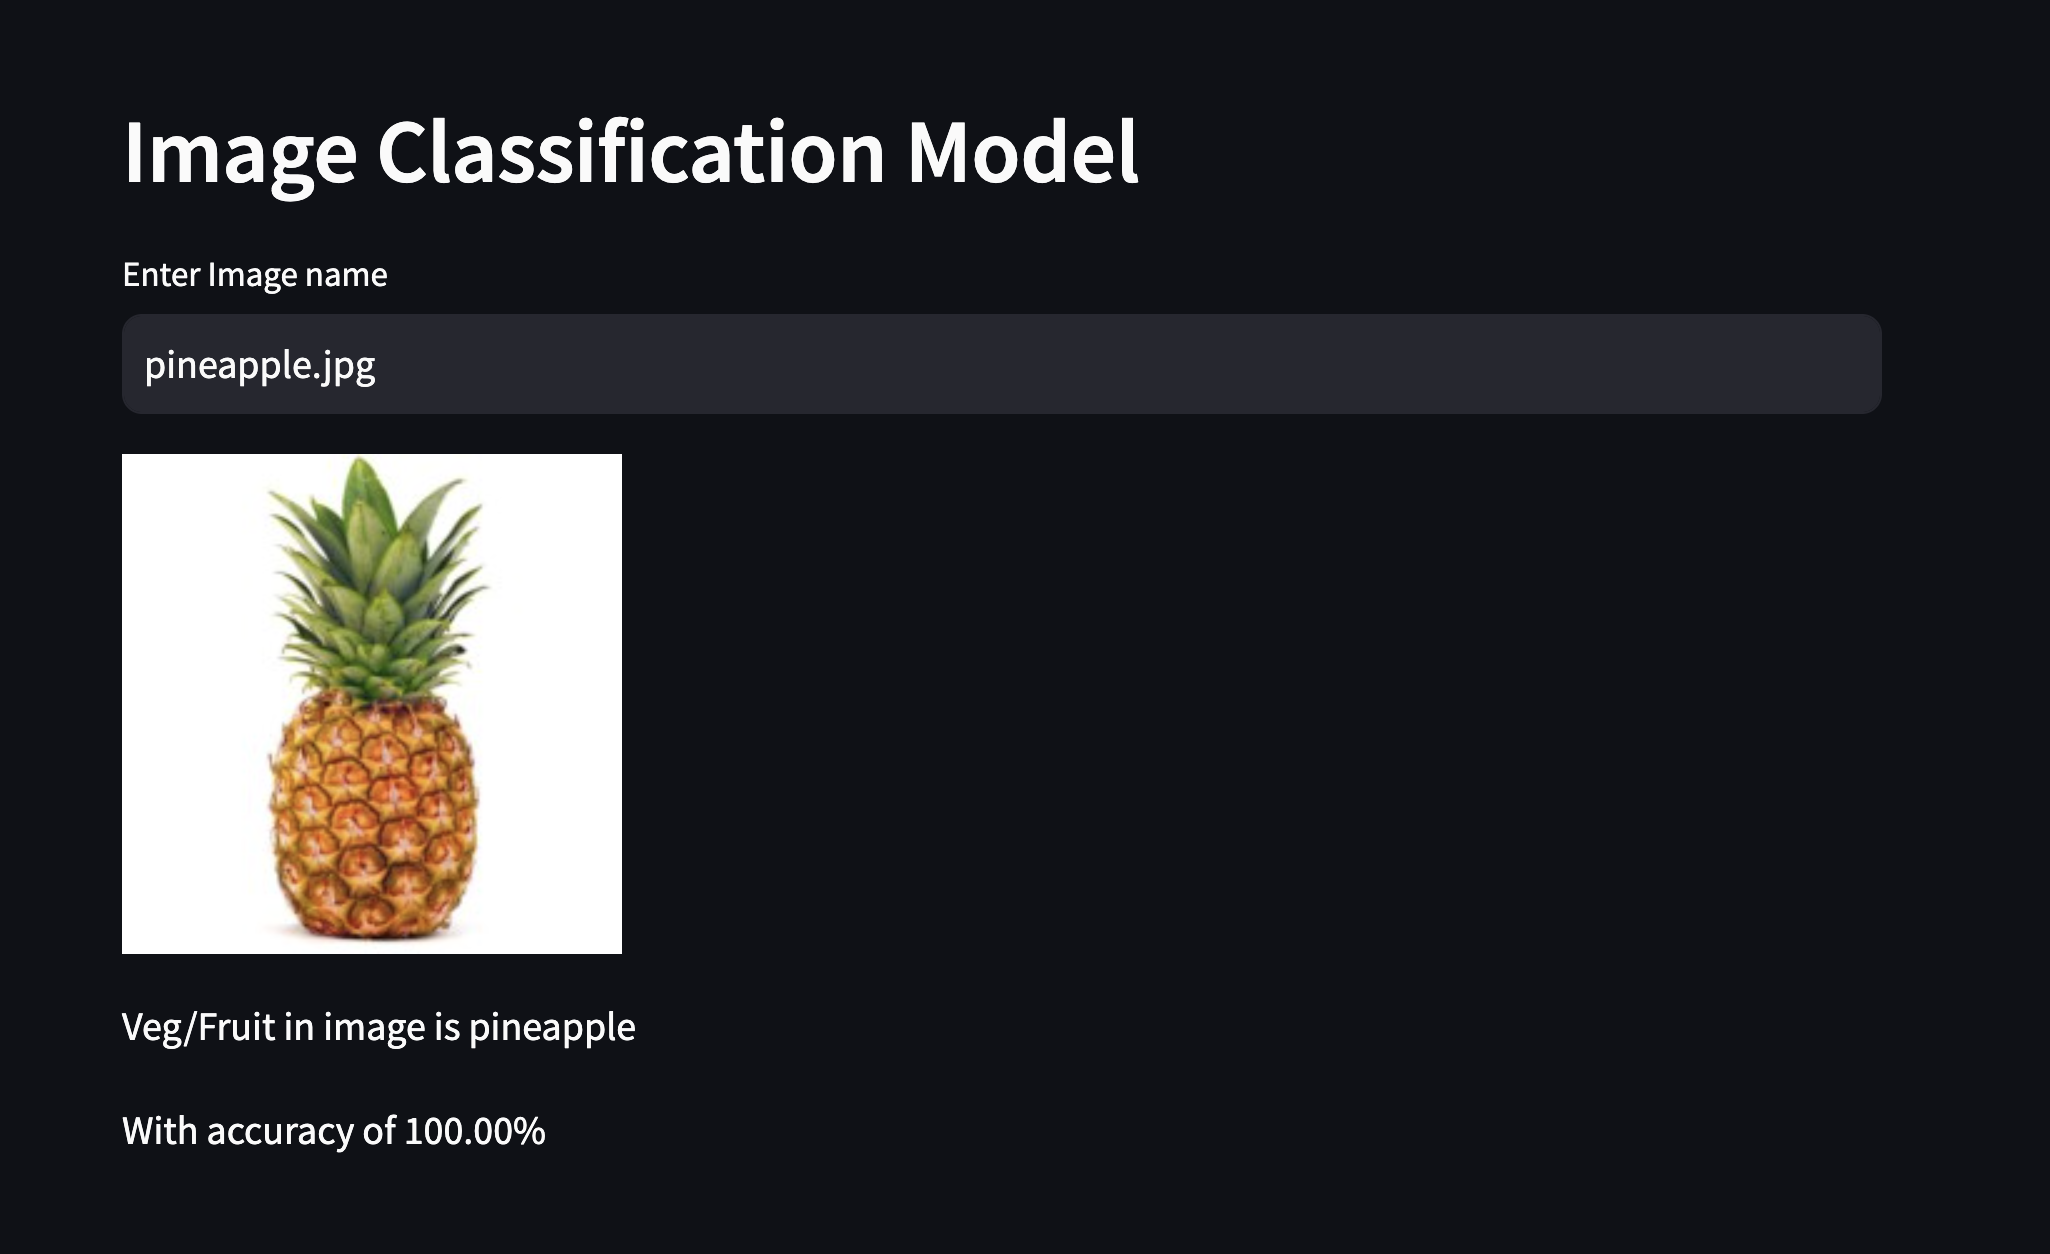 Image Classification Model
Enter Image name
pineapple.jpg
Veg/Fruit in image is pineapple
With accuracy of 100.00%